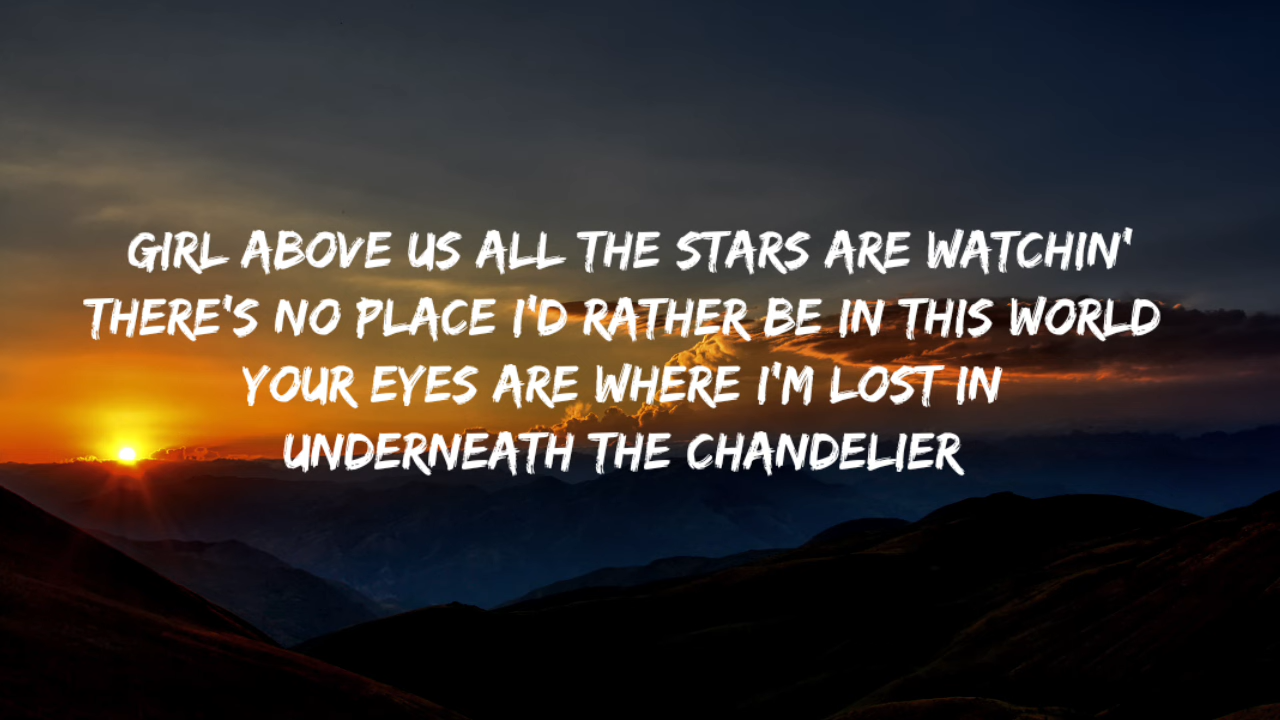 GIRL ABOVE US ALL THE STARS ARE WATCHIN'
THERE'S NO PLACE I'D RATHER BE IN THIS WORLD
YOUR EYES ARE WHERE I'M LOST IN
UNDERNEATH THE CHANDELIER